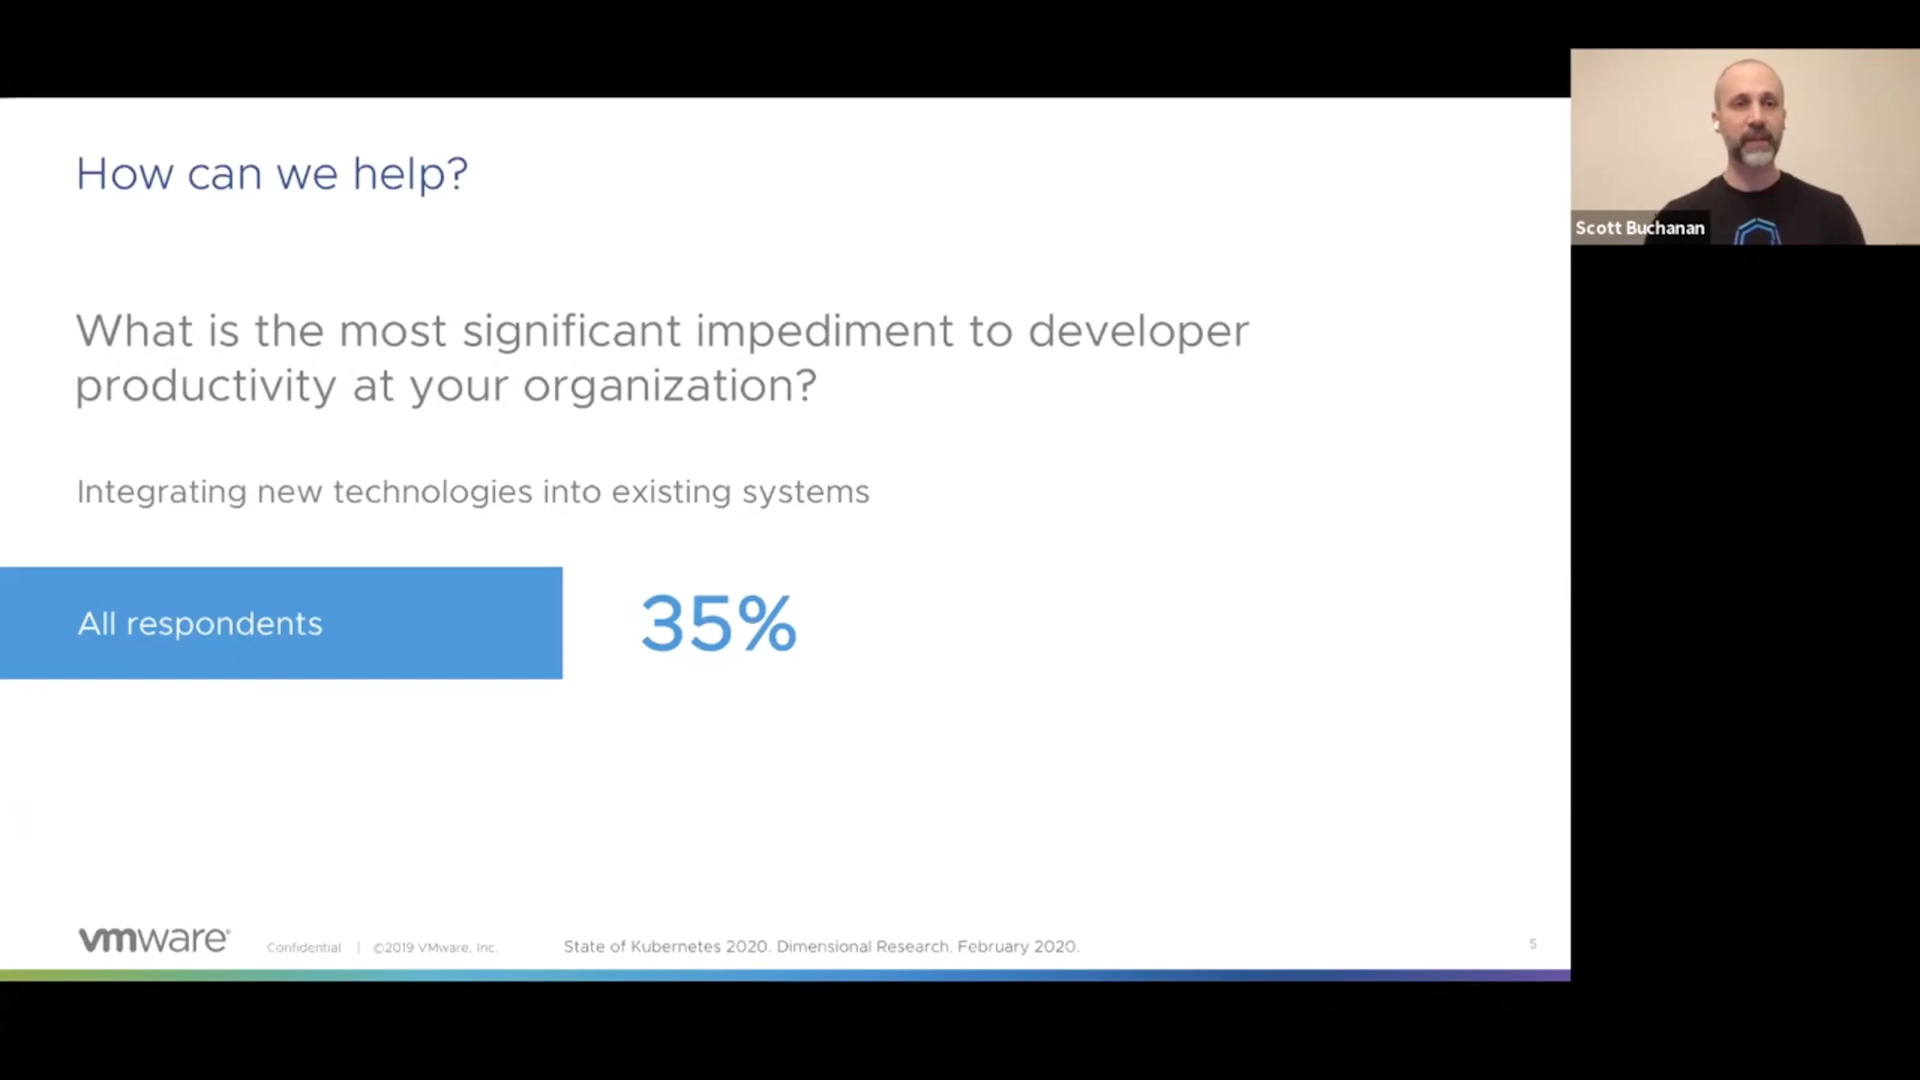 How can we help?
Scott Buchanan
What is the most significant impediment to developer
productivity at your organization?
Integrating new technologies into existing systems
All respondents
35%
vmware®
Confidential | ©2019 VMware, Inc.
State of Kubernetes 2020. Dimensional Research. February 2020.
5